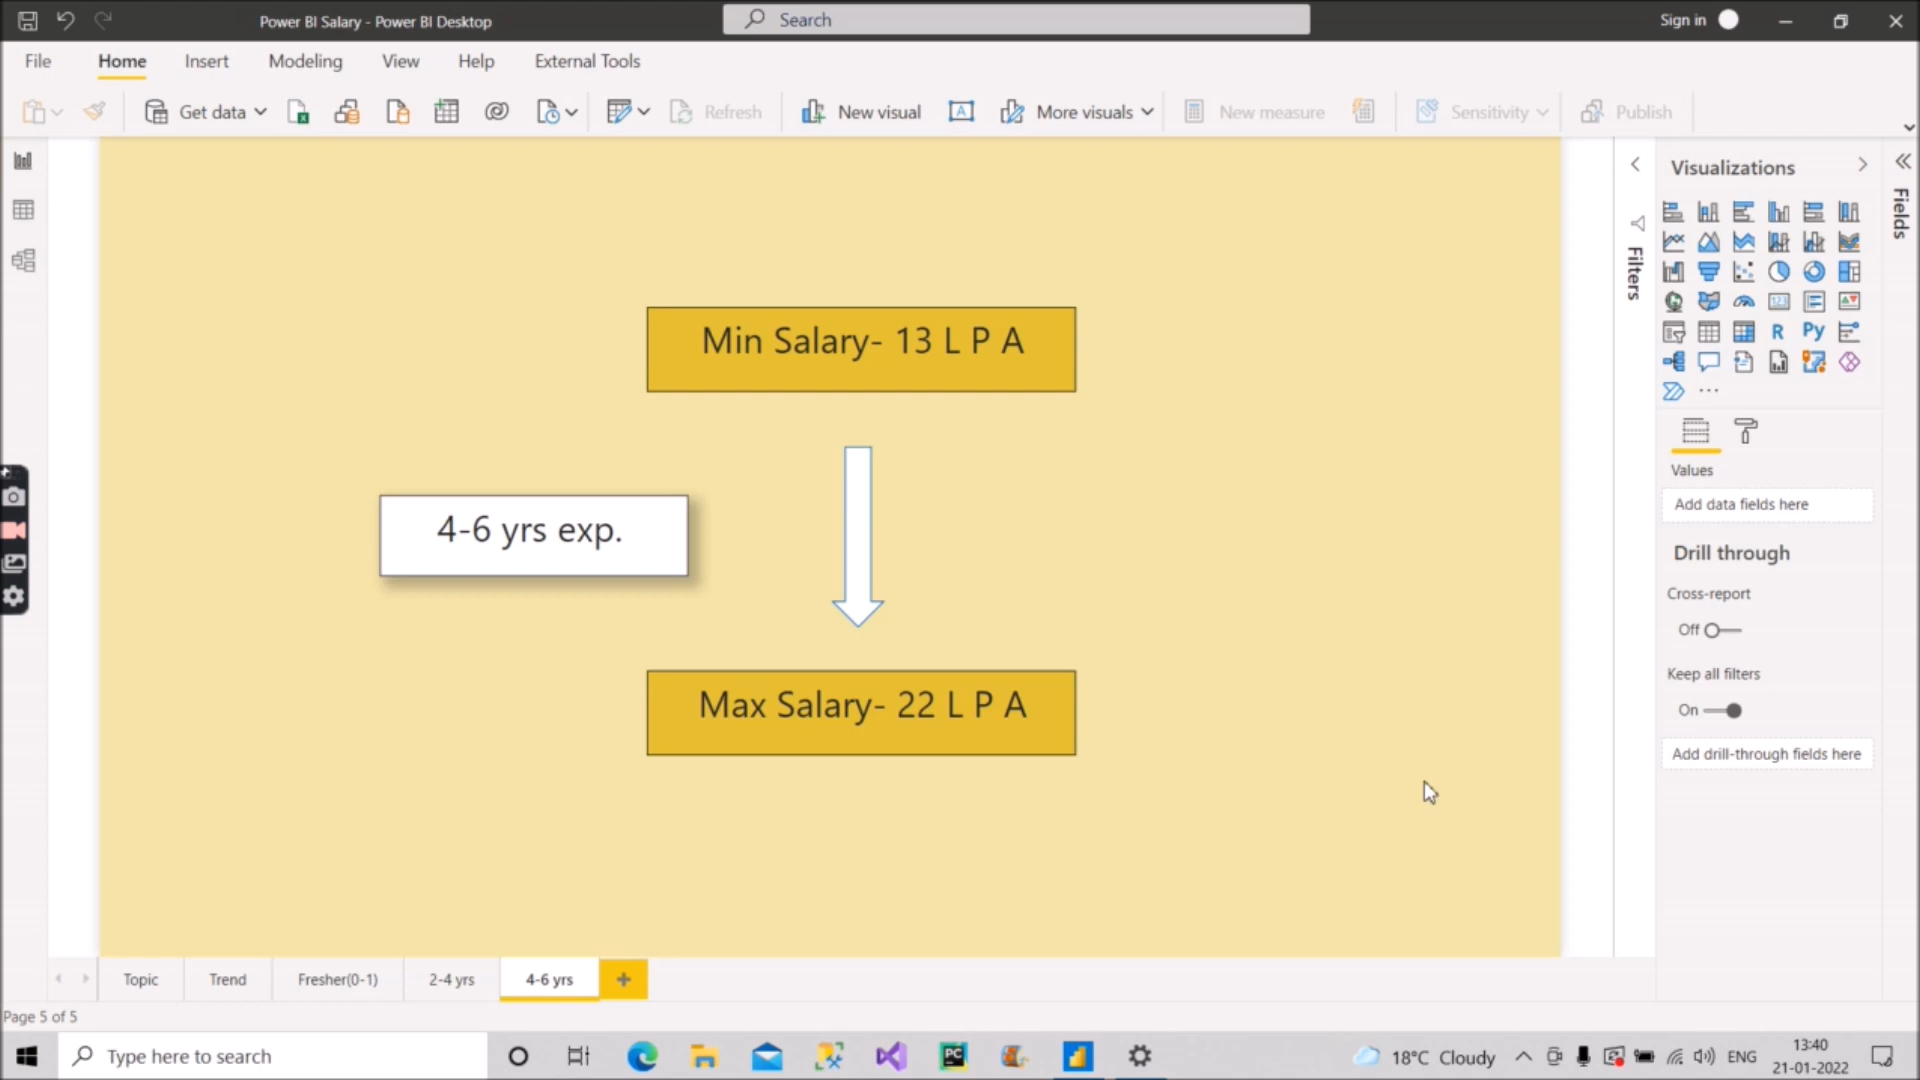 Power BI Salary - Power BI Desktop
Search
Sign in
File Home Insert Modeling View Help External Tools
Get data
Refresh
New visual
A
More visuals
New measure
Sensitivity
Publish
Visualizations
Fields
Filters
Min Salary- 13 L P A
4-6 yrs exp.
Max Salary- 22 L P A
123
R
Py
Values
Add data fields here
Drill through
Cross-report
Off
Keep all filters
On
Add drill-through fields here
Topic Trend Fresher(0-1) 2-4 yrs 4-6 yrs +
Page 5 of 5
Type here to search
PC
18°C Cloudy
ENG
13:40
21-01-2022